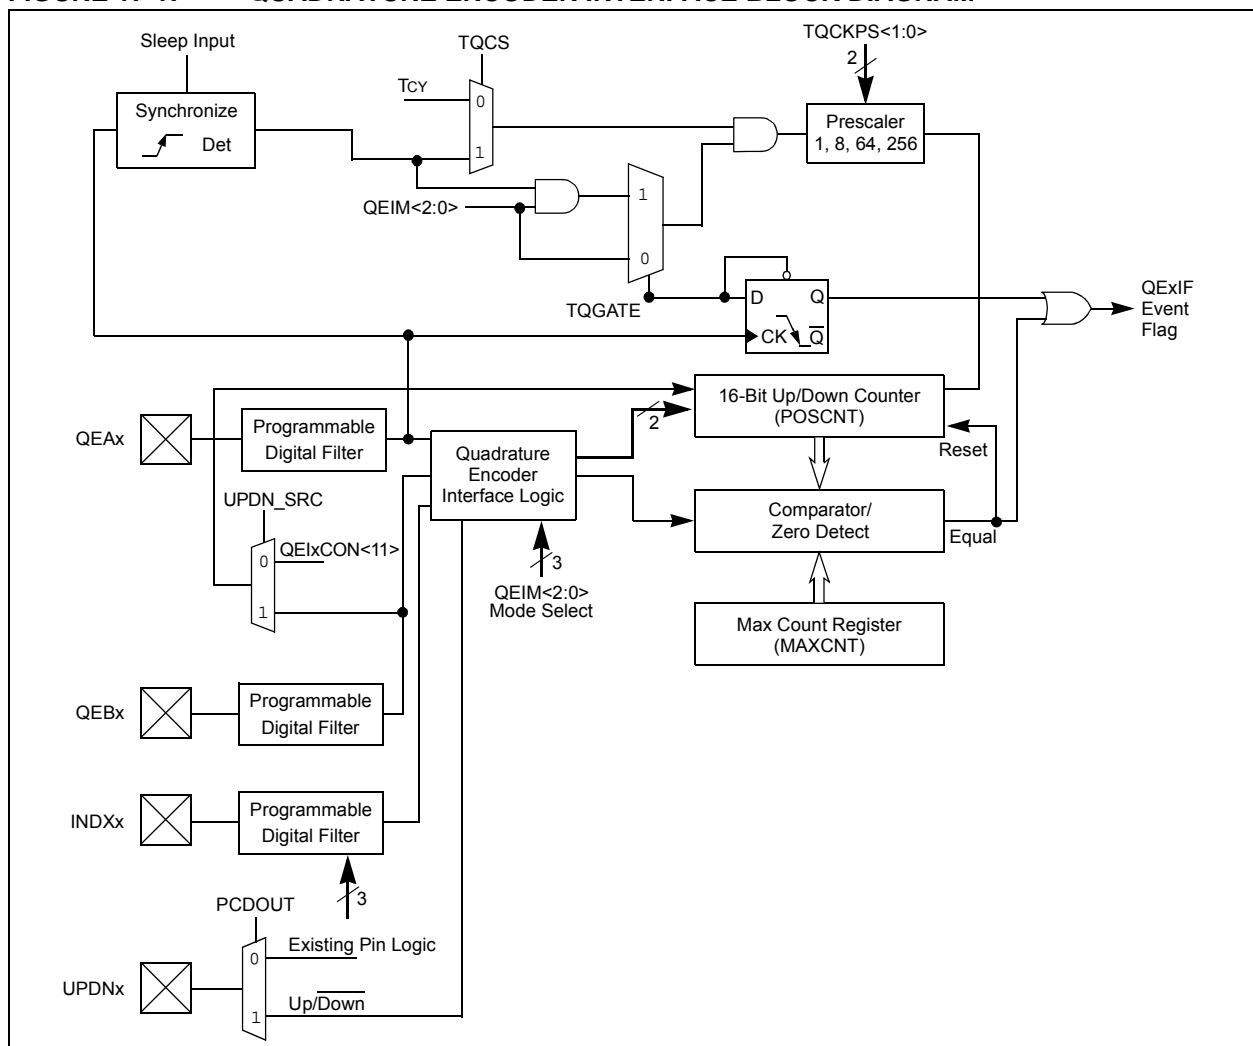 Sleep Input
TQCS
TQCKPS<1:0>
2
TCY
0
1
Synchronize
Det
Prescaler
1, 8, 64, 256
QEIM<2:0>
1
0
TQGATE
D
Q
CK
Q
QExIF
Event
Flag
QEAx
Programmable
Digital Filter
Quadrature
Encoder
Interface Logic
2
16-Bit Up/Down Counter
(POSCNT)
Reset
UPDN_SRC
0
QEIxCON<11>
1
Comparator/
Zero Detect
Equal
3
QEIM<2:0>
Mode Select
Max Count Register
(MAXCNT)
QEBx
Programmable
Digital Filter
INDXx
Programmable
Digital Filter
3
PCDOUT
0
Existing Pin Logic
UPDNx
1
Up/Down